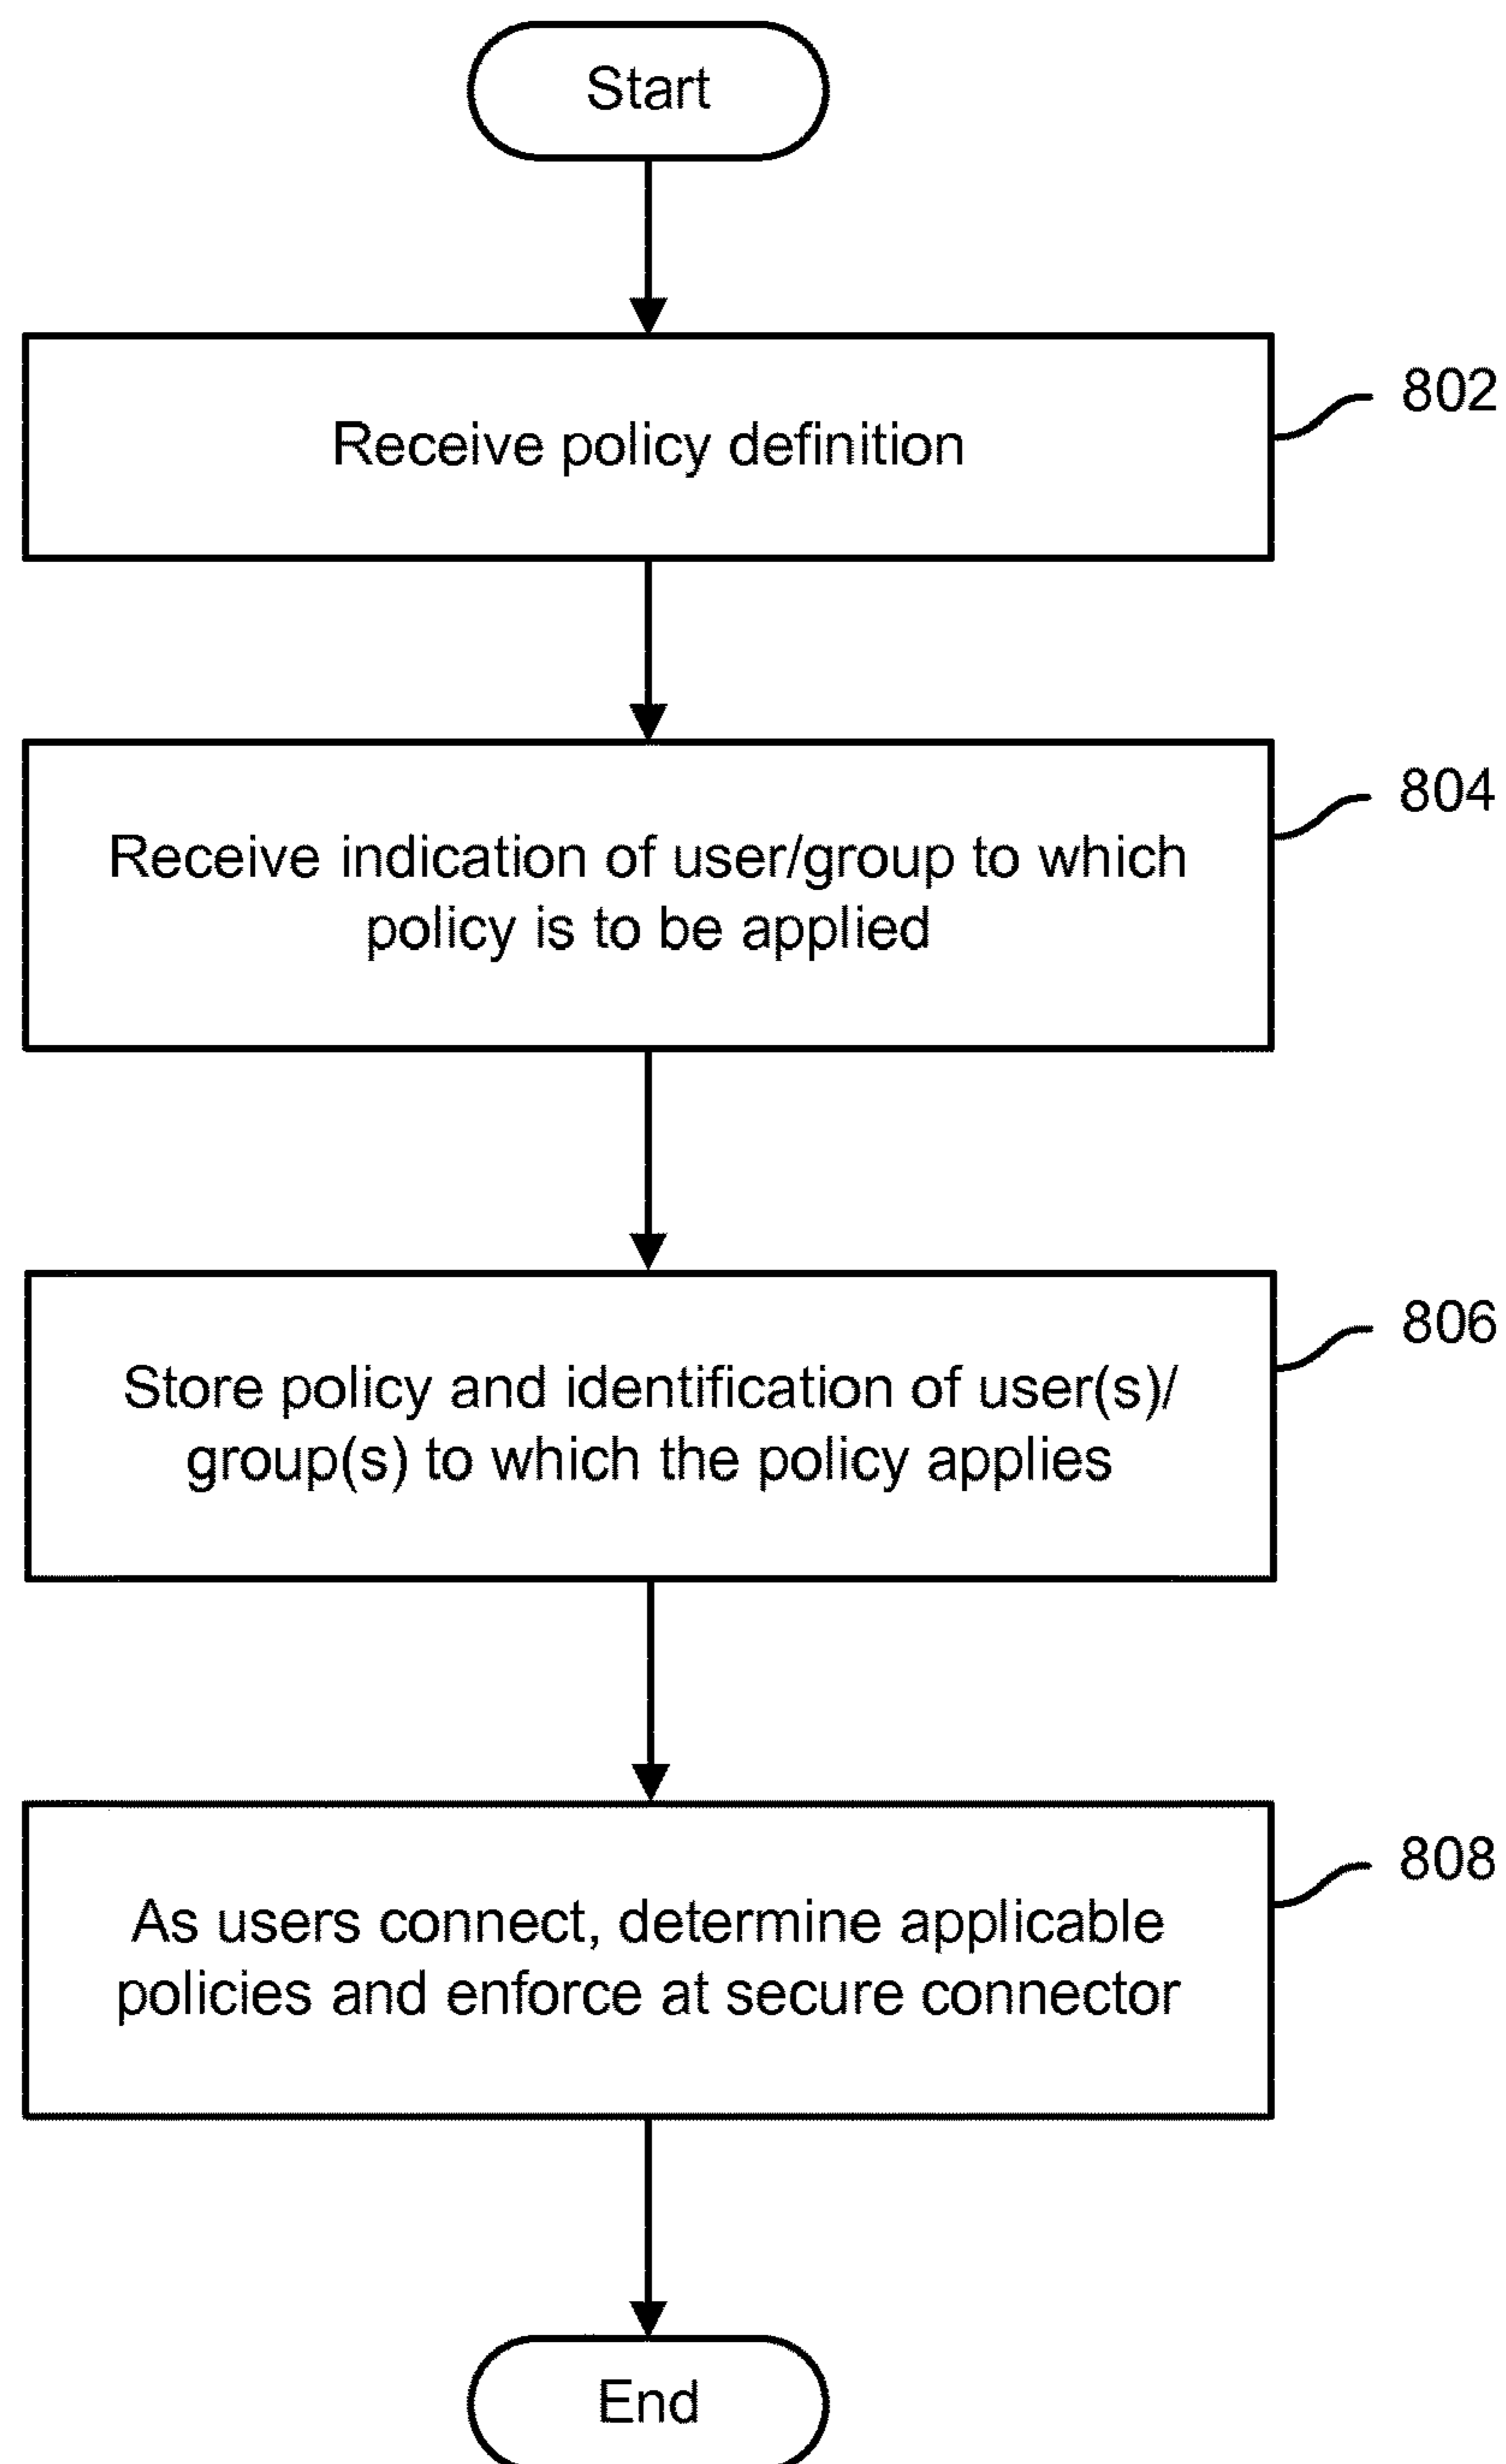 Start
Receive policy definition
802
Receive indication of user/group to which
policy is to be applied
804
Store policy and identification of user(s)/
group(s) to which the policy applies
806
As users connect, determine applicable
policies and enforce at secure connector
808
End